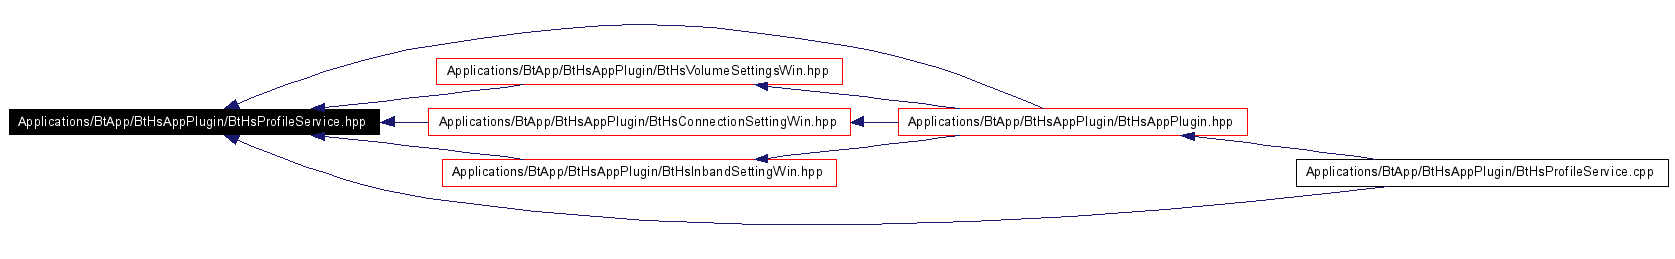 Applications/BtApp/BtHsAppPlugin/BtHsVolumeSettingsWin.hpp
Applications/BtApp/BtHsAppPlugin/BtHsProfileService.hpp
Applications/BtApp/BtHsAppPlugin/BtHsConnectionSettingWin.hpp
Applications/BtApp/BtHsAppPlugin/BtHsAppPlugin.hpp
Applications/BtApp/BtHsAppPlugin/BtHsInbandSettingWin.hpp
Applications/BtApp/BtHsAppPlugin/BtHsProfileService.cpp